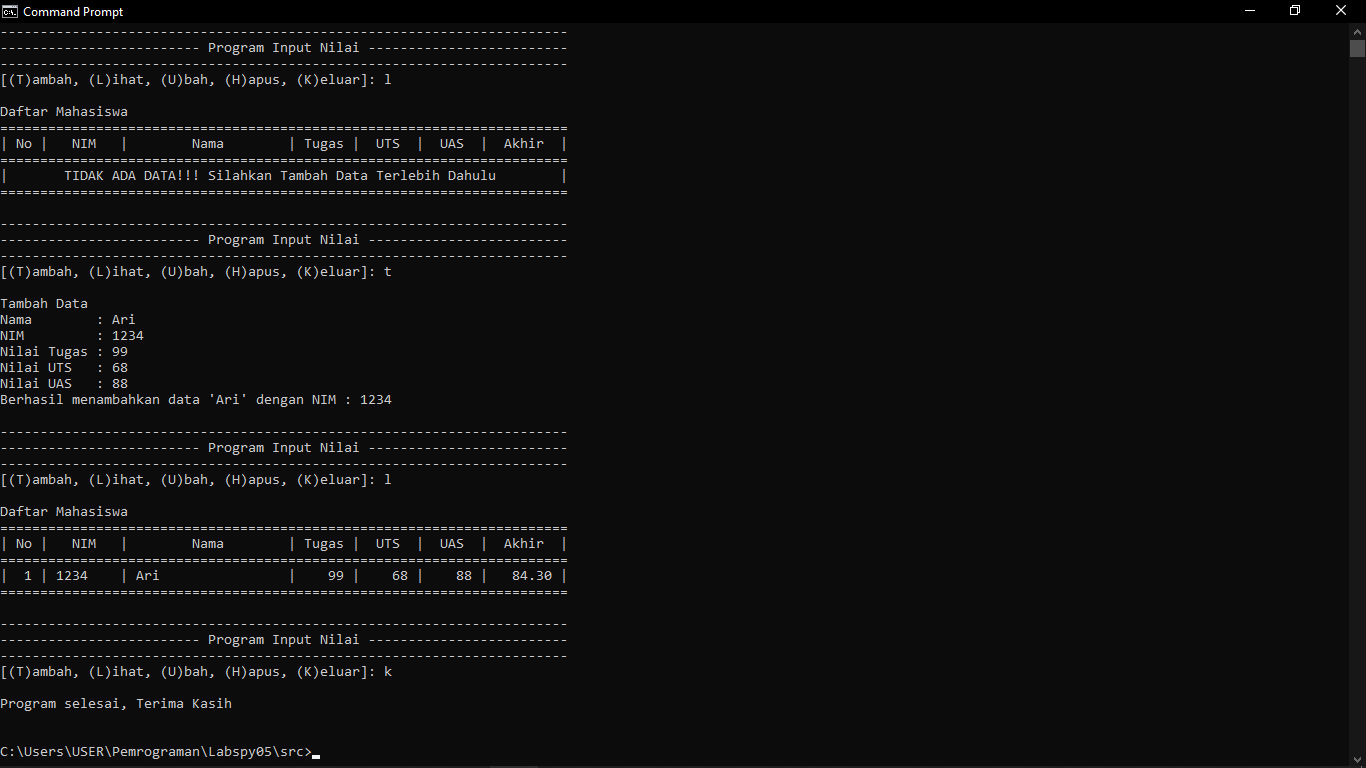 Command Prompt
-----------------------------------------------------------------------
------------------------- Program Input Nilai -------------------------
-----------------------------------------------------------------------
[(T)ambah, (L)ihat, (U)bah, (H)apus, (K)eluar]: l
Daftar Mahasiswa
=======================================================================
| No |   NIM   |        Nama        | Tugas |  UTS  |  UAS  |  Akhir  |
=======================================================================
|       TIDAK ADA DATA!!! Silahkan Tambah Data Terlebih Dahulu        |
=======================================================================
-----------------------------------------------------------------------
------------------------- Program Input Nilai -------------------------
-----------------------------------------------------------------------
[(T)ambah, (L)ihat, (U)bah, (H)apus, (K)eluar]: t
Tambah Data
Nama        : Ari
NIM         : 1234
Nilai Tugas : 99
Nilai UTS   : 68
Nilai UAS   : 88
Berhasil menambahkan data 'Ari' dengan NIM : 1234
-----------------------------------------------------------------------
------------------------- Program Input Nilai -------------------------
-----------------------------------------------------------------------
[(T)ambah, (L)ihat, (U)bah, (H)apus, (K)eluar]: l
Daftar Mahasiswa
=======================================================================
| No |   NIM   |        Nama        | Tugas |  UTS  |  UAS  |  Akhir  |
=======================================================================
|  1 | 1234    | Ari                |    99 |    68 |    88 |   84.30 |
=======================================================================
-----------------------------------------------------------------------
------------------------- Program Input Nilai -------------------------
-----------------------------------------------------------------------
[(T)ambah, (L)ihat, (U)bah, (H)apus, (K)eluar]: k
Program selesai, Terima Kasih
C:\Users\USER\Pemrograman\Labspy05\src>_